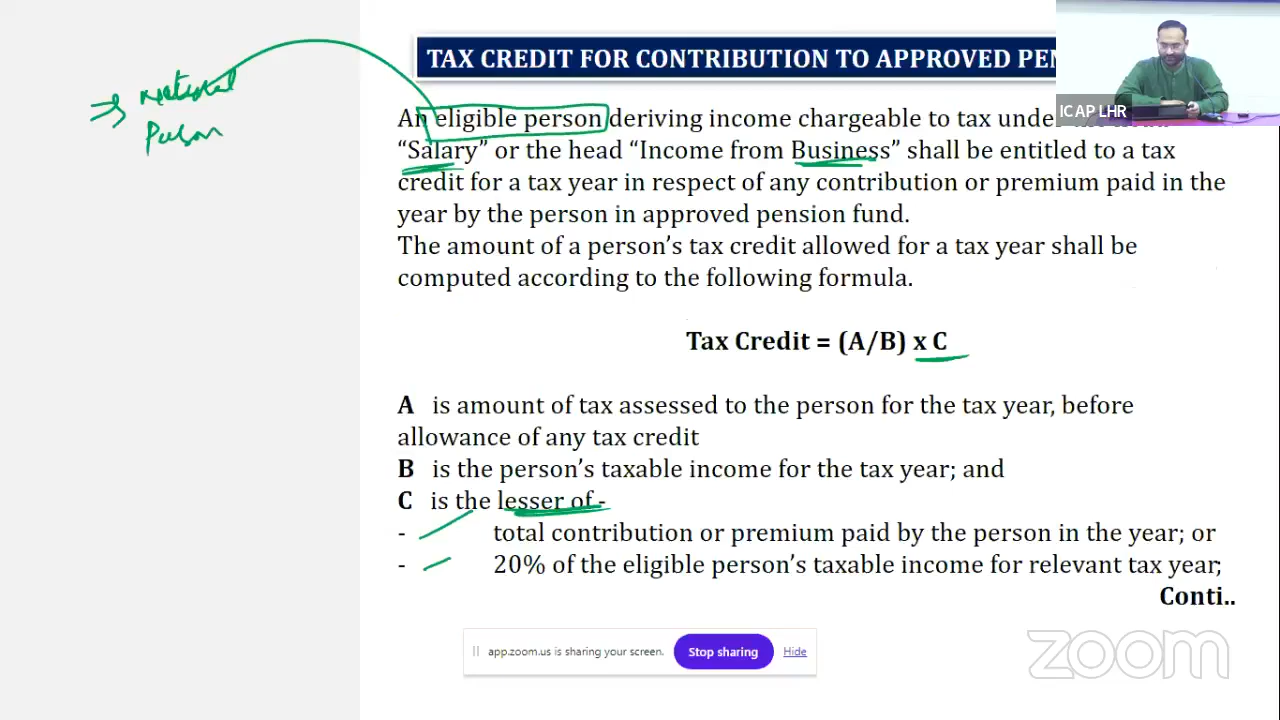 TAX CREDIT FOR CONTRIBUTION TO APPROVED PEN
ICAP LHR
Natural
Person
An eligible person deriving income chargeable to tax under
"Salary" or the head "Income from Business" shall be entitled to a tax
credit for a tax year in respect of any contribution or premium paid in the
year by the person in approved pension fund.
The amount of a person's tax credit allowed for a tax year shall be
computed according to the following formula.
Tax Credit = (A/B) x C
A is amount of tax assessed to the person for the tax year, before
allowance of any tax credit
B is the person's taxable income for the tax year; and
C is the lesser of -
- total contribution or premium paid by the person in the year; or
- 20% of the eligible person's taxable income for relevant tax year;
Conti..
app.zoom.us is sharing your screen. Stop sharing Hide
zoom